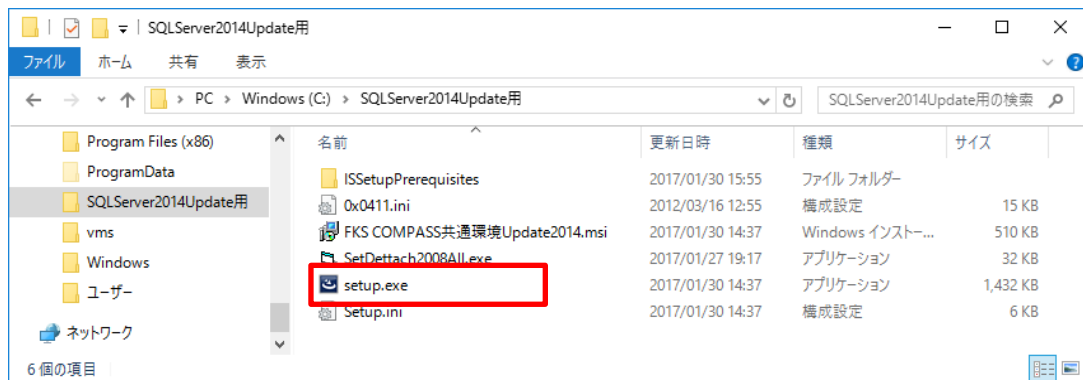 SQLServer2014Update用
ファイル ホーム 共有 表示
PC Windows (C:) SQLServer2014Update用 SQLServer2014Update用の検索
Program Files (x86)
ProgramData
SQLServer2014Update用
vms
Windows
ユーザー
ネットワーク
名前 更新日時 種類 サイズ
ISSetupPrerequisites 2017/01/30 15:55 ファイル フォルダー
0x0411.ini 2012/03/16 12:55 構成設定 15 KB
FKS COMPASS共通環境Update2014.msi 2017/01/30 14:37 Windows インストー... 510 KB
SetDettach2008All.exe 2017/01/27 19:17 アプリケーション 32 KB
setup.exe 2017/01/30 14:37 アプリケーション 1,432 KB
Setup.ini 2017/01/30 14:37 構成設定 6 KB
6 個の項目